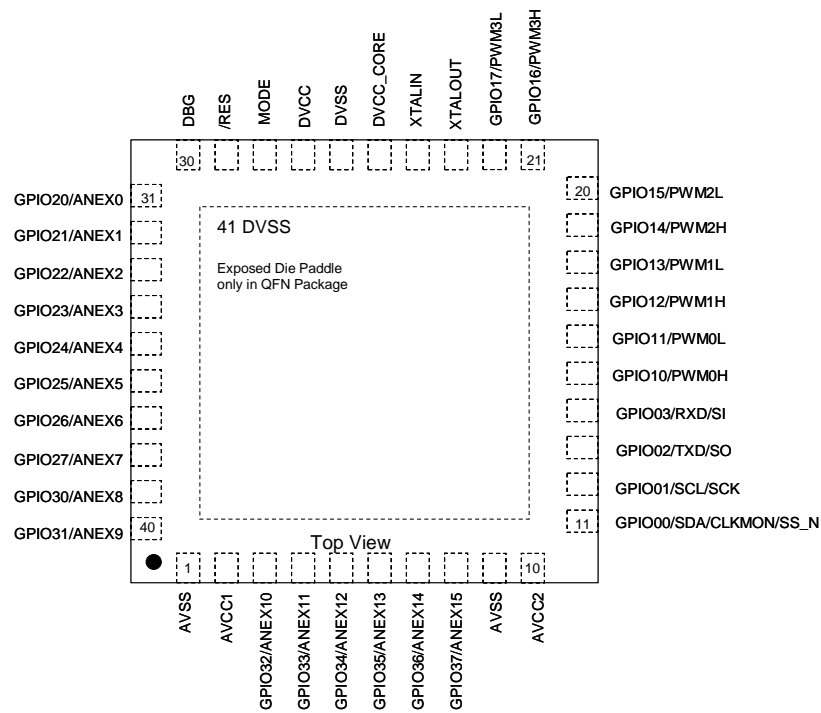 DBG
/RES
MODE
DVCC
DVSS
DVCC_CORE
XTALIN
XTALOUT
GPIO17/PWM3L
GPIO16/PWM3H
30
21
GPIO20/ANEX0
GPIO21/ANEX1
GPIO22/ANEX2
GPIO23/ANEX3
GPIO24/ANEX4
GPIO25/ANEX5
GPIO26/ANEX6
GPIO27/ANEX7
GPIO30/ANEX8
GPIO31/ANEX9
31
40
41 DVSS
Exposed Die Paddle
only in QFN Package
Top View
20
11
GPIO15/PWM2L
GPIO14/PWM2H
GPIO13/PWM1L
GPIO12/PWM1H
GPIO11/PWM0L
GPIO10/PWM0H
GPIO03/RXD/SI
GPIO02/TXD/SO
GPIO01/SCL/SCK
GPIO00/SDA/CLKMON/SS_N
1
10
AVSS
AVCC1
GPIO32/ANEX10
GPIO33/ANEX11
GPIO34/ANEX12
GPIO35/ANEX13
GPIO36/ANEX14
GPIO37/ANEX15
AVSS
AVCC2